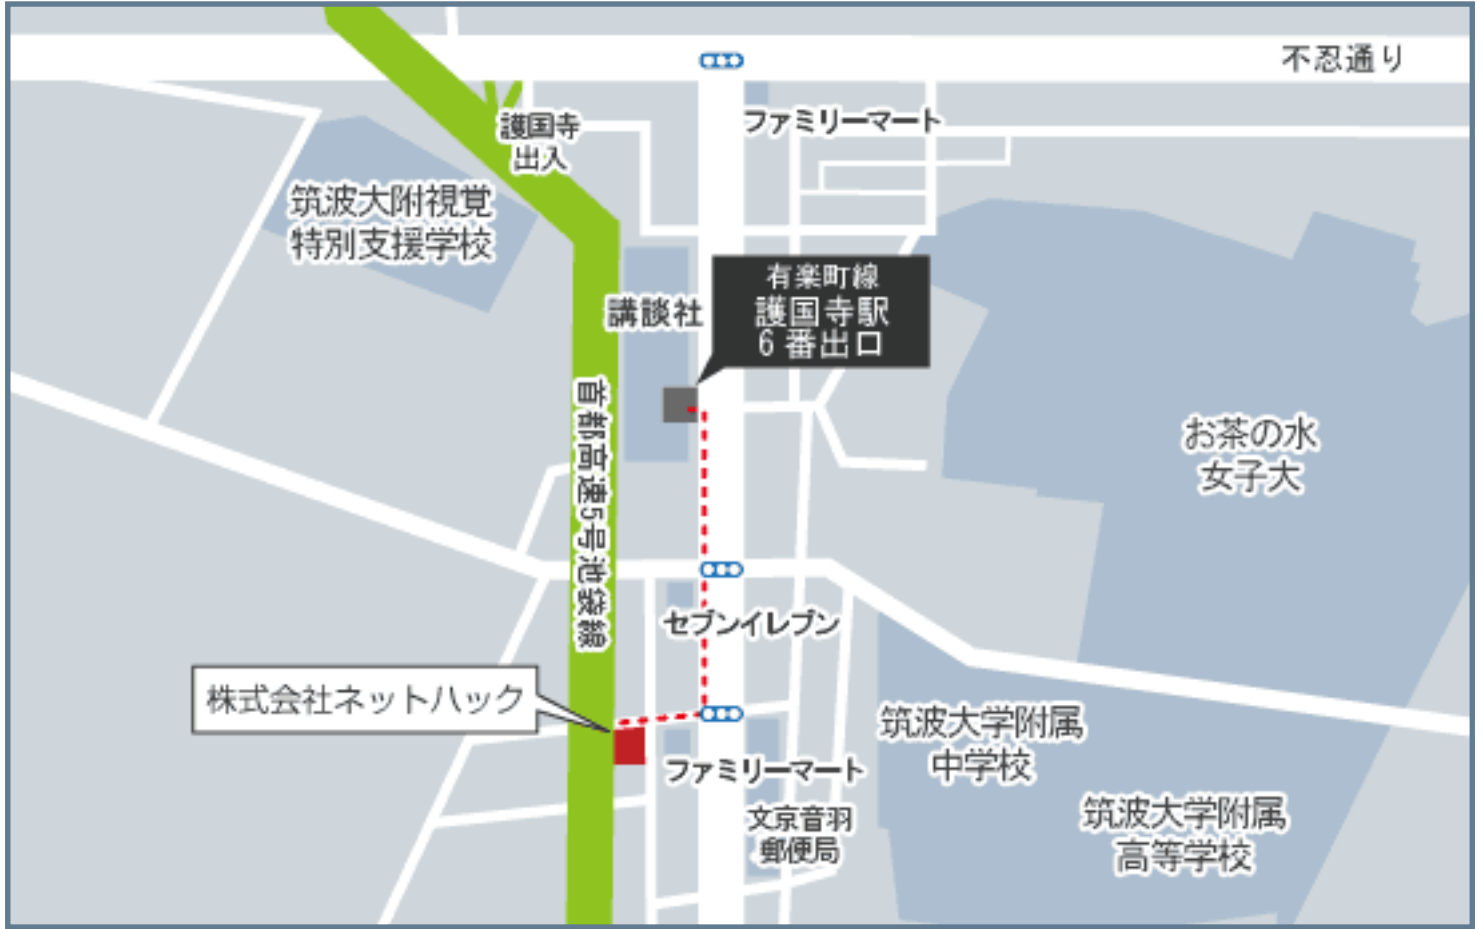 不忍通り
ファミリーマート
護国寺
出入
筑波大附視覚
特別支援学校
有楽町線
護国寺駅
6番出口
講談社
首都高速5号池袋線
お茶の水
女子大
セブンイレブン
株式会社ネットハック
筑波大学附属
中学校
ファミリーマート
文京音羽
郵便局
筑波大学附属
高等学校